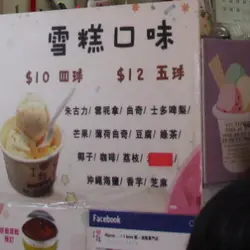 雪糕口味
$10 四球 $12 五球
朱古力/ 雲呢拿/ 曲奇/ 士多啤梨/
芒果/ 薄荷曲奇/ 豆腐/ 綠茶/
椰子/ 咖啡/ 荔枝/
沖繩海鹽/ 香芋/ 芝麻
Facebook